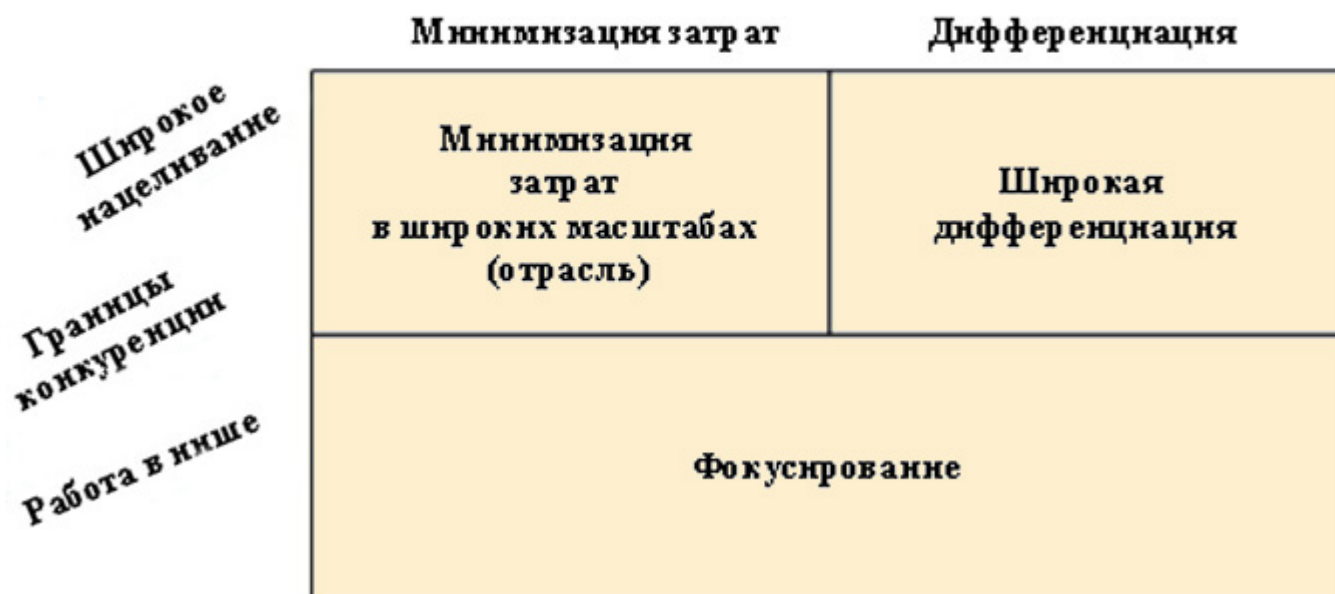 Минимизация затрат
Дифференциация
Широкое
нацеливание
Минимизация
затрат
в широких масштабах
(отрасль)
Широкая
дифференциация
Границы
конкуренции
Работа в нише
Фокусирование